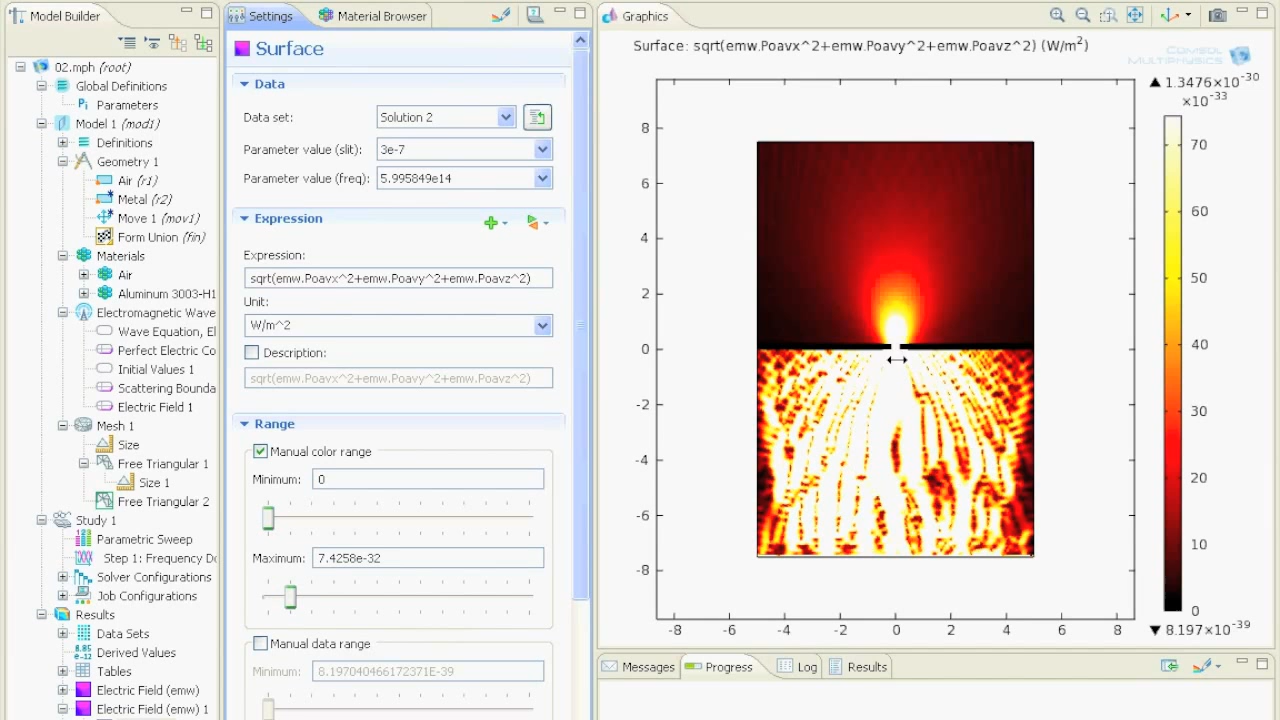 Model Builder
02.mph (root)
Global Definitions
Pi Parameters
Model 1 (mod1)
Definitions
Geometry 1
Air (r1)
Metal (r2)
Move 1 (mov1)
Form Union (fin)
Materials
Air
Aluminum 3003-H1
Electromagnetic Wave
Wave Equation, El
Perfect Electric Co
Initial Values 1
Scattering Bounda
Electric Field 1
Mesh 1
Size
Free Triangular 1
Size 1
Free Triangular 2
Study 1
Parametric Sweep
Step 1: Frequency Do
Solver Configurations
Job Configurations
Results
Data Sets
8.85
e-12
Derived Values
Tables
Electric Field (emw)
Electric Field (emw) 1
Settings
Material Browser
Surface
Data
Data set:
Solution 2
Parameter value (slit):
3e-7
Parameter value (freq):
5.995849e14
Expression
Expression:
sqrt(emw.Poavx^2+emw.Poavy^2+emw.Poavz^2)
Unit:
W/m^2
Description:
sqrt(emw.Poavx^2+emw.Poavy^2+emw.Poavz^2)
Range
Manual color range
Minimum:
0
Maximum:
7.4258e-32
Manual data range
Minimum:
8.197040466172371E-39
Graphics
Surface: sqrt(emw.Poavx^2+emw.Poavy^2+emw.Poavz^2) (W/m²)
COMSOL
MULTIPHYSICS
▲ 1.3476×10⁻³⁰
×10⁻³³
8
6
4
2
0
-2
-4
-6
-8
-8 -6 -4 -2 0 2 4 6 8
70
60
50
40
30
20
10
0
▼ 8.197×10⁻³⁹
Messages
Progress
Log
Results